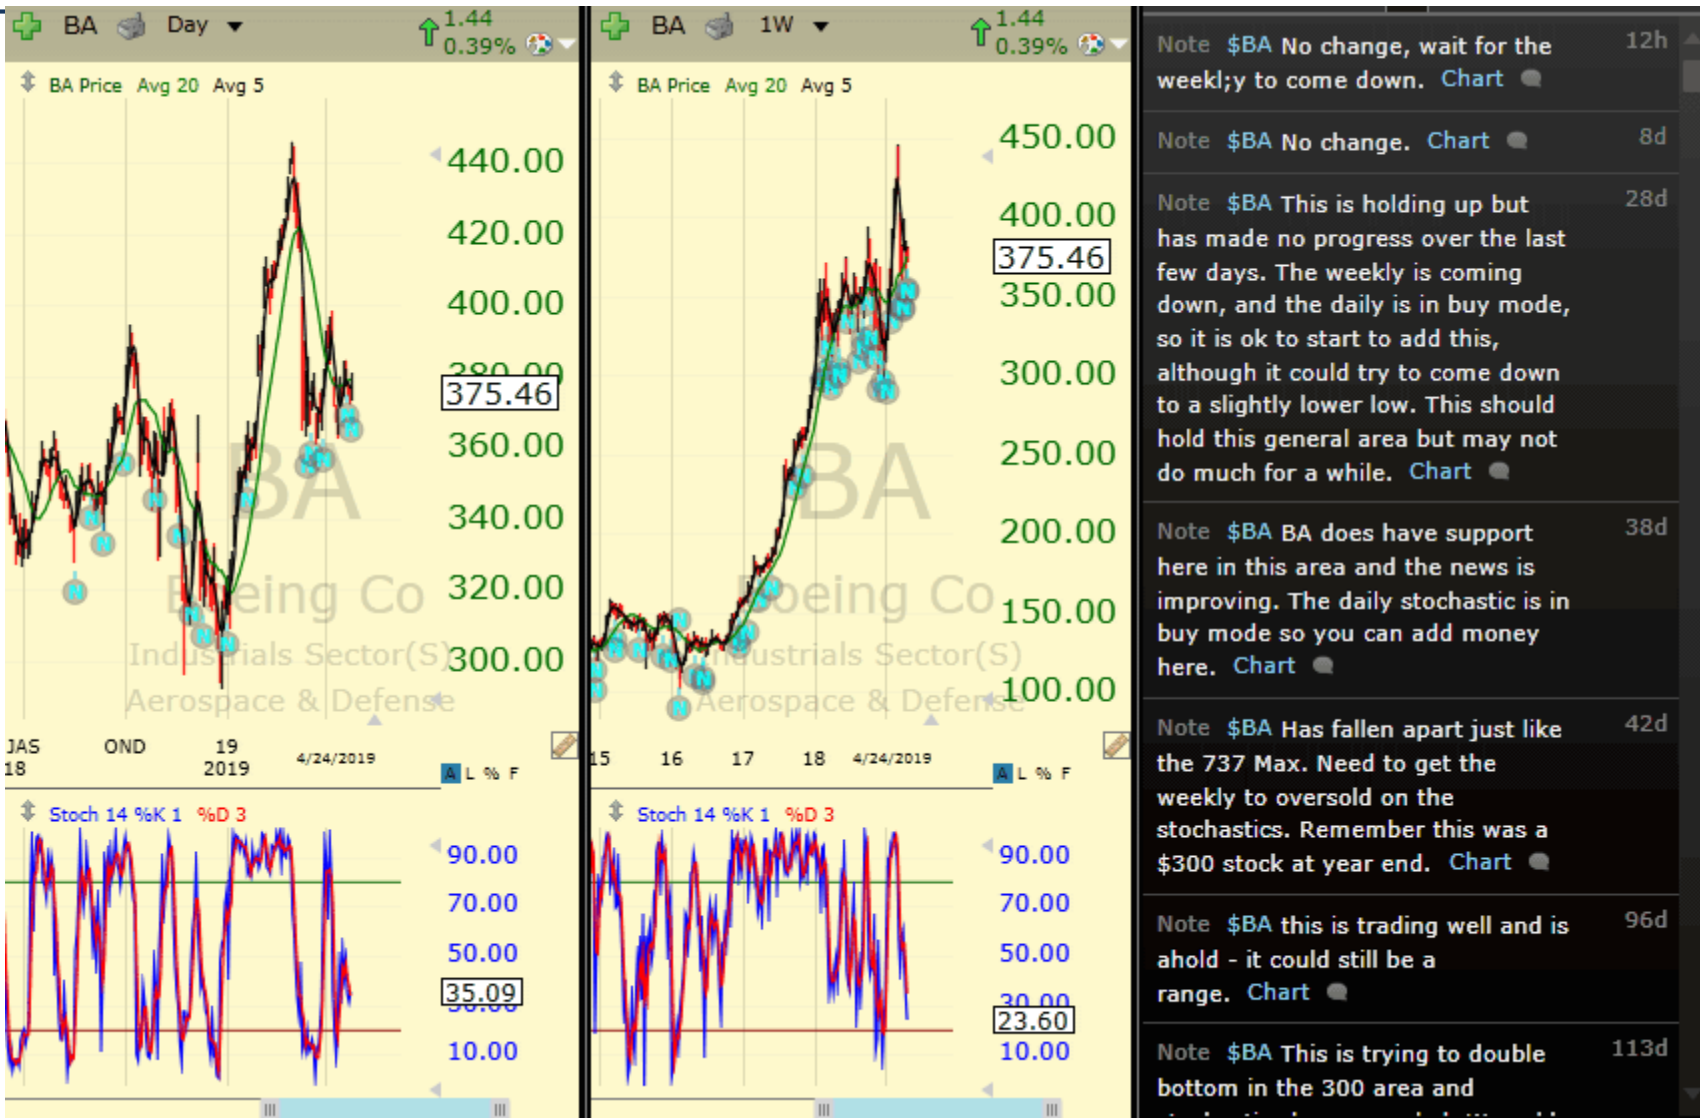 BA Day 1.44
0.39%
BA Price Avg 20 Avg 5
440.00
420.00
400.00
380.00
375.46
360.00
340.00
320.00
300.00
BA
Boeing Co
Industrials Sector(S)
Aerospace & Defense
JAS OND 19
18 2019 4/24/2019
A L % F
Stoch 14 %K 1 %D 3
90.00
70.00
50.00
35.09
30.00
10.00
BA 1W 1.44
0.39%
BA Price Avg 20 Avg 5
450.00
400.00
375.46
350.00
300.00
250.00
200.00
150.00
100.00
BA
Boeing Co
Industrials Sector(S)
Aerospace & Defense
15 16 17 18 4/24/2019
A L % F
Stoch 14 %K 1 %D 3
90.00
70.00
50.00
30.00
23.60
10.00
Note $BA No change, wait for the 12h
weekl;y to come down. Chart
Note $BA No change. Chart 8d
Note $BA This is holding up but 28d
has made no progress over the last
few days. The weekly is coming
down, and the daily is in buy mode,
so it is ok to start to add this,
although it could try to come down
to a slightly lower low. This should
hold this general area but may not
do much for a while. Chart
Note $BA BA does have support 38d
here in this area and the news is
improving. The daily stochastic is in
buy mode so you can add money
here. Chart
Note $BA Has fallen apart just like 42d
the 737 Max. Need to get the
weekly to oversold on the
stochastics. Remember this was a
$300 stock at year end. Chart
Note $BA this is trading well and is 96d
ahold - it could still be a
range. Chart
Note $BA This is trying to double 113d
bottom in the 300 area and